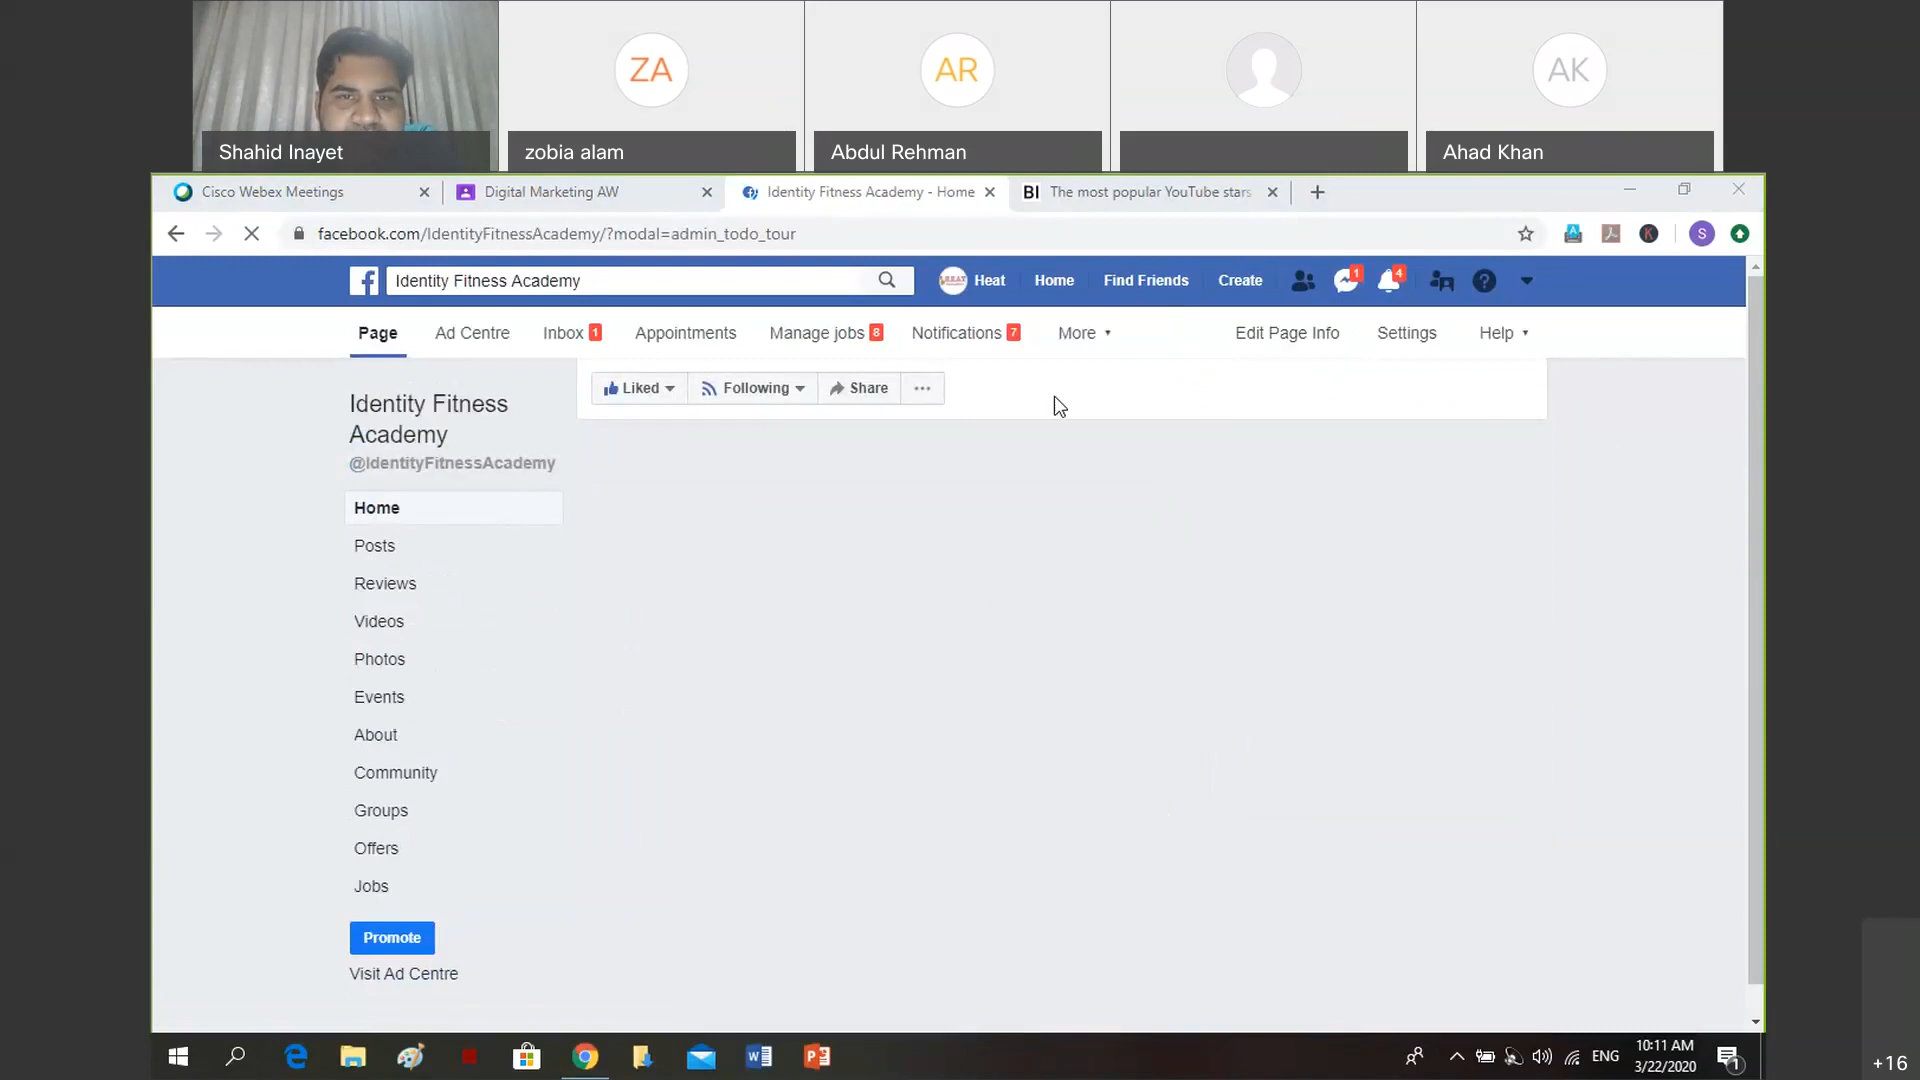 ZA
AR
AK
Shahid Inayet
zobia alam
Abdul Rehman
Ahad Khan
Cisco Webex Meetings
Digital Marketing AW
Identity Fitness Academy - Home
BI
The most popular YouTube stars
facebook.com/IdentityFitnessAcademy/?modal=admin_todo_tour
S
Identity Fitness Academy
Heat
Home
Find Friends
Create
1
4
Page
Ad Centre
Inbox 1
Appointments
Manage jobs 8
Notifications 7
More
Edit Page Info
Settings
Help
Liked
Following
Share
Identity Fitness
Academy
@IdentityFitnessAcademy
Home
Posts
Reviews
Videos
Photos
Events
About
Community
Groups
Offers
Jobs
Promote
Visit Ad Centre
ENG
10:11 AM
3/22/2020
1
+16